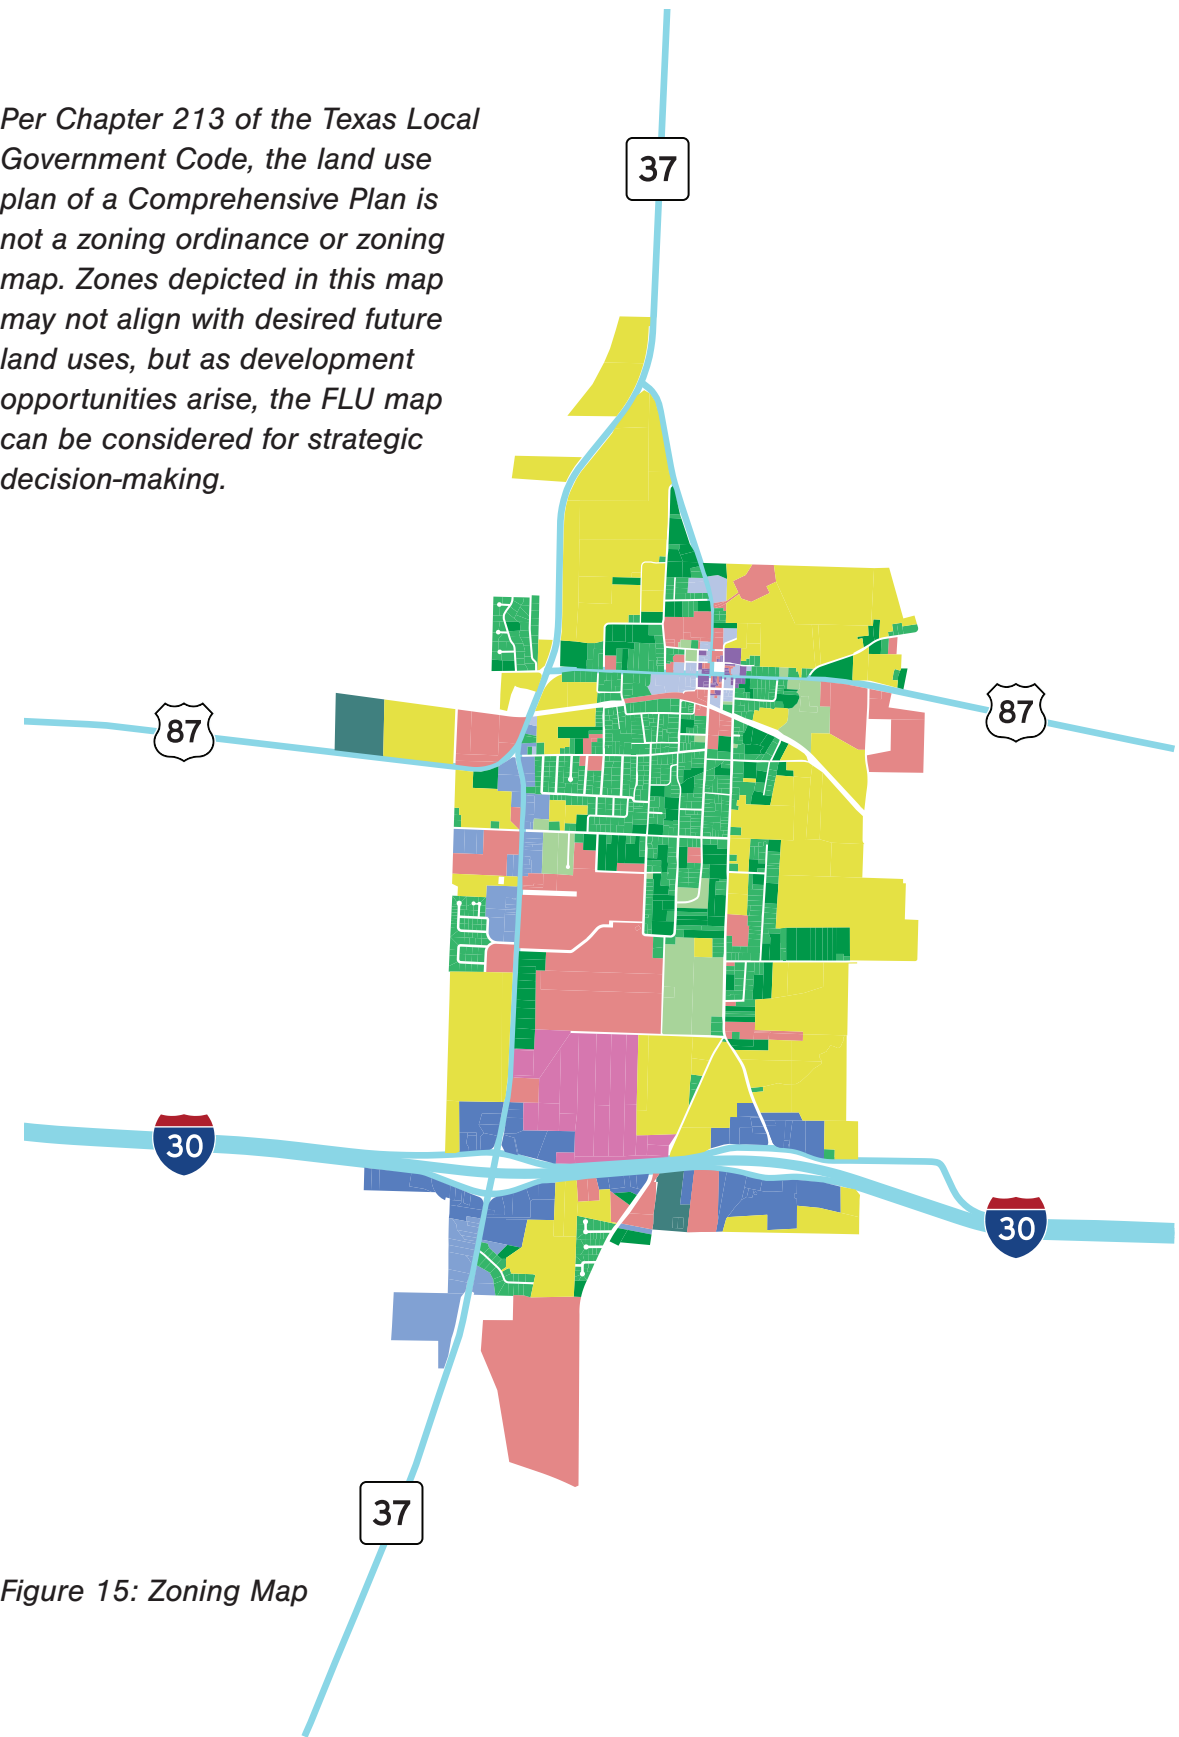 37
Per Chapter 213 of the Texas Local
Government Code, the land use
plan of a Comprehensive Plan is
not a zoning ordinance or zoning
map. Zones depicted in this map
may not align with desired future
land uses, but as development
opportunities arise, the FLU map
can be considered for strategic
decision-making.
87
87
30
30
37
Figure 15: Zoning Map